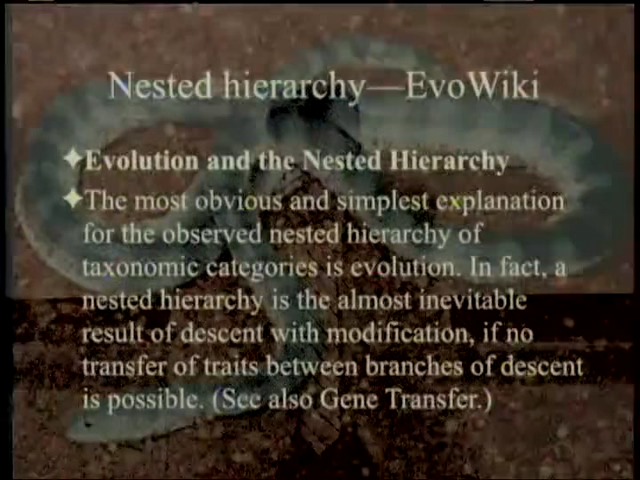 Nested hierarchy—EvoWiki
✦Evolution and the Nested Hierarchy
✦The most obvious and simplest explanation
for the observed nested hierarchy of
taxonomic categories is evolution. In fact, a
nested hierarchy is the almost inevitable
result of descent with modification, if no
transfer of traits between branches of descent
is possible. (See also Gene Transfer.)